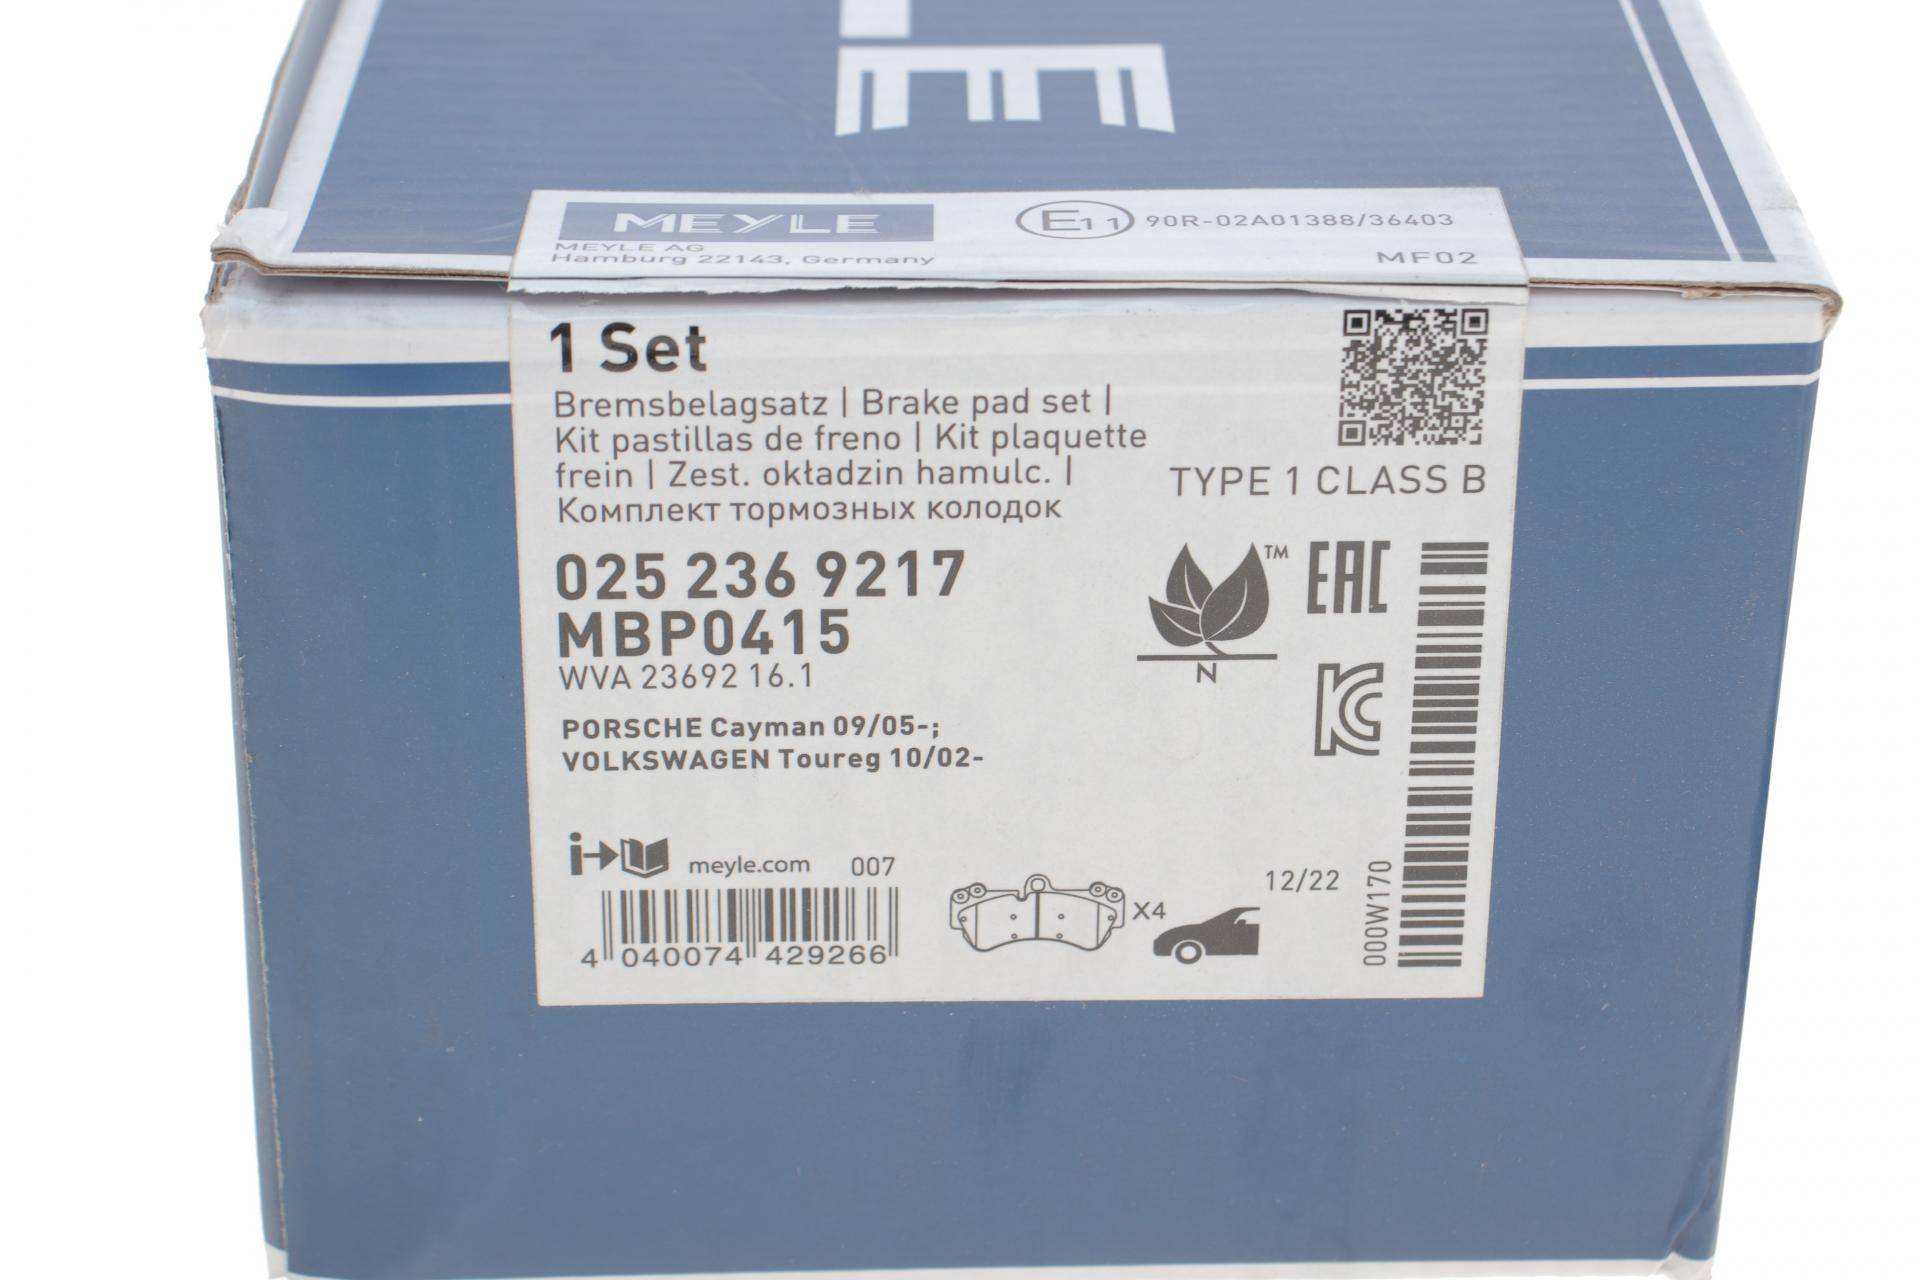 MEYLE
MEYLE AG
Hamburg 22143, Germany
E11 90R-02A01388/36403
MF02
1 Set
Bremsbelagsatz | Brake pad set |
Kit pastillas de freno | Kit plaquette
frein | Zest. okładzin hamulc. |
Комплект тормозных колодок
TYPE 1 CLASS B
025 236 9217
MBP0415
WVA 23692 16.1
TM
N
EAC
KC
PORSCHE Cayman 09/05-;
VOLKSWAGEN Toureg 10/02-
i meyle.com 007
4 040074 429266
X4
12/22
000W170